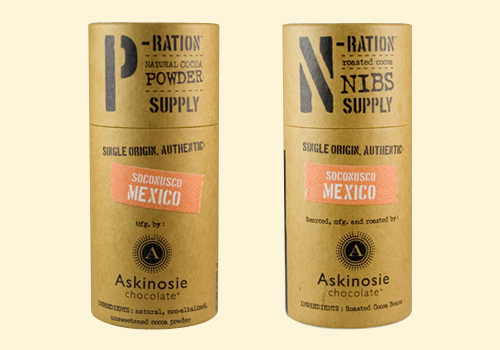 P -RATION™
NATURAL COCOA
POWDER
SUPPLY
SINGLE ORIGIN, AUTHENTIC:
SOCONUSCO
MEXICO
Mfg. by:
A
Askinosie
chocolate®
INGREDIENTS: natural, non-alkalized,
unsweetened cocoa powder
N -RATION™
roasted cocoa
NIBS
SUPPLY
SINGLE ORIGIN, AUTHENTIC:
SOCONUSCO
MEXICO
Sourced, mfg. and roasted by:
A
Askinosie
chocolate®
INGREDIENTS: Roasted Cocoa Beans